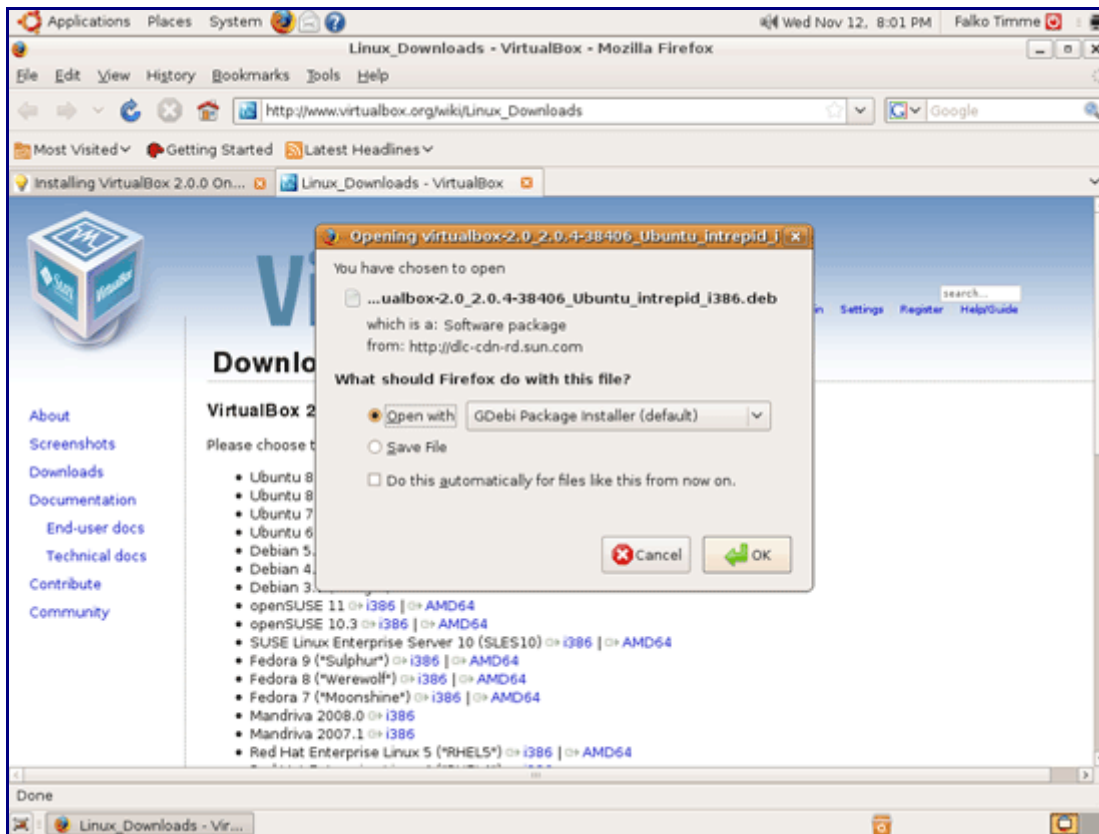 Applications Places System Wed Nov 12, 8:01 PM Falko Timme
Linux_Downloads - VirtualBox - Mozilla Firefox
File Edit View History Bookmarks Tools Help
http://www.virtualbox.org/wiki/Linux_Downloads Google
Most Visited Getting Started Latest Headlines
Installing VirtualBox 2.0.0 On... Linux_Downloads - VirtualBox
Sun VirtualBox
Vi
search...
Settings Register Help/Guide
Opening virtualbox-2.0_2.0.4-38406_Ubuntu_intrepid_i
You have chosen to open
...ualbox-2.0_2.0.4-38406_Ubuntu_intrepid_i386.deb
which is a: Software package
from: http://dlc-cdn-rd.sun.com
What should Firefox do with this file?
Open with GDebi Package Installer (default)
Save File
Do this automatically for files like this from now on.
Cancel OK
About
Screenshots
Downloads
Documentation
End-user docs
Technical docs
Contribute
Community
Downlo
VirtualBox 2
Please choose t
• Ubuntu 8
• Ubuntu 8
• Ubuntu 7
• Ubuntu 6
• Debian 5.
• Debian 4.
• Debian 3.
• openSUSE 11 i386 | AMD64
• openSUSE 10.3 i386 | AMD64
• SUSE Linux Enterprise Server 10 (SLES10) i386 | AMD64
• Fedora 9 ("Sulphur") i386 | AMD64
• Fedora 8 ("Werewolf") i386 | AMD64
• Fedora 7 ("Moonshine") i386 | AMD64
• Mandriva 2008.0 i386
• Mandriva 2007.1 i386
• Red Hat Enterprise Linux 5 ("RHEL5") i386 | AMD64
Done
Linux_Downloads - Vir...